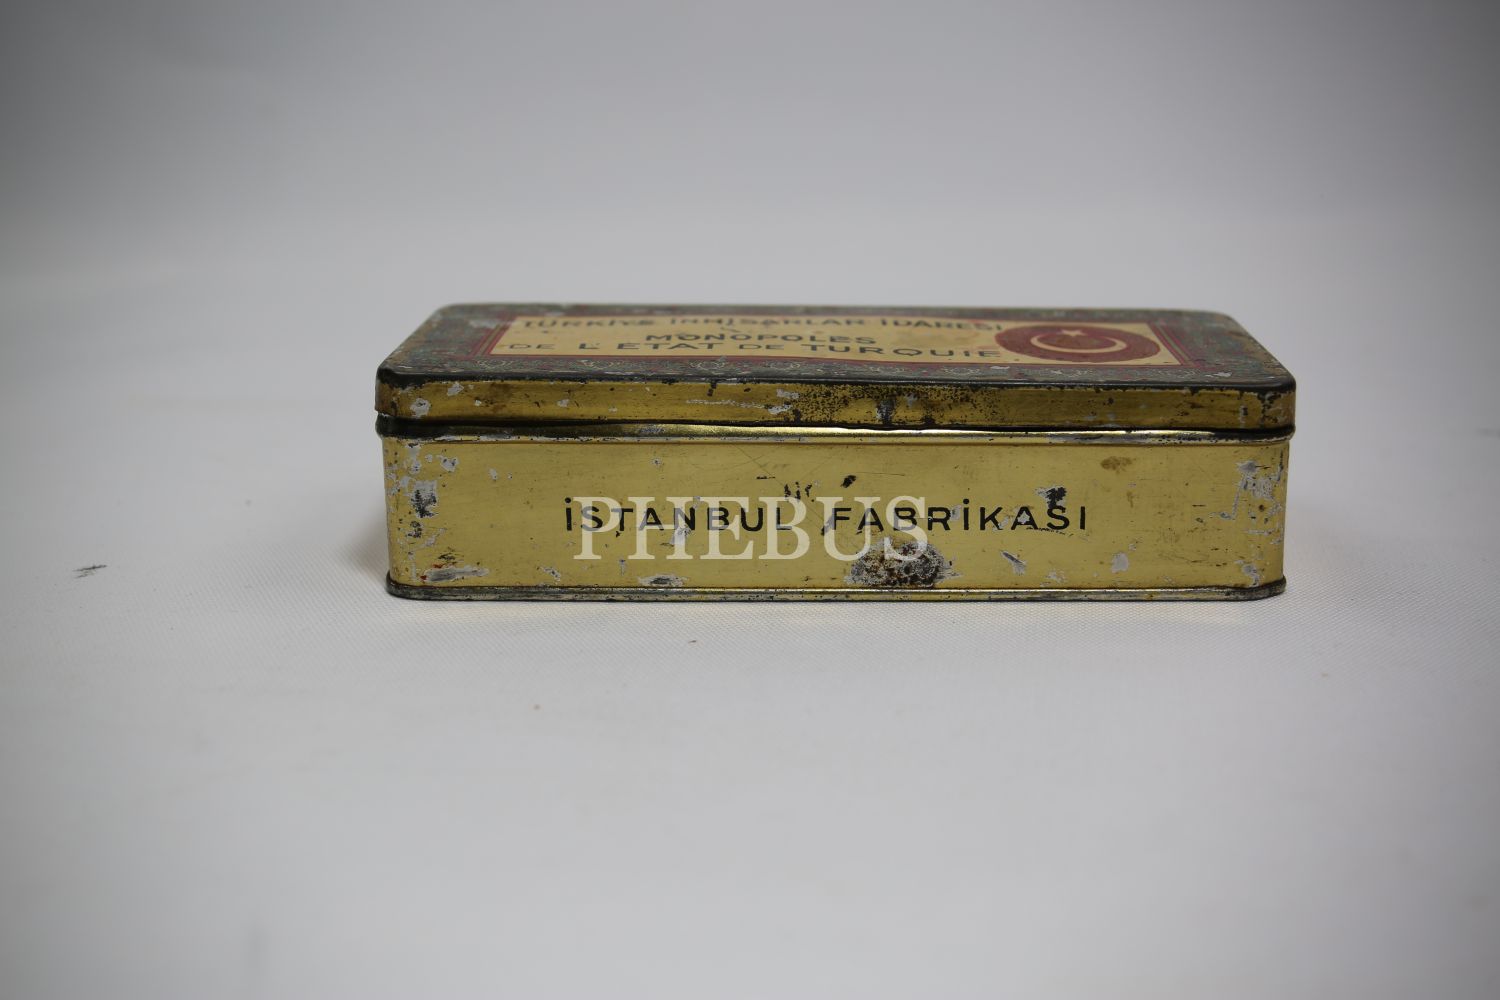 TÜRKİYE İNHİSARLAR İDARESİ
MONOPOLES
DE L'ETAT DE TURQUIE
İSTANBUL FABRİKASI
PHEBUS